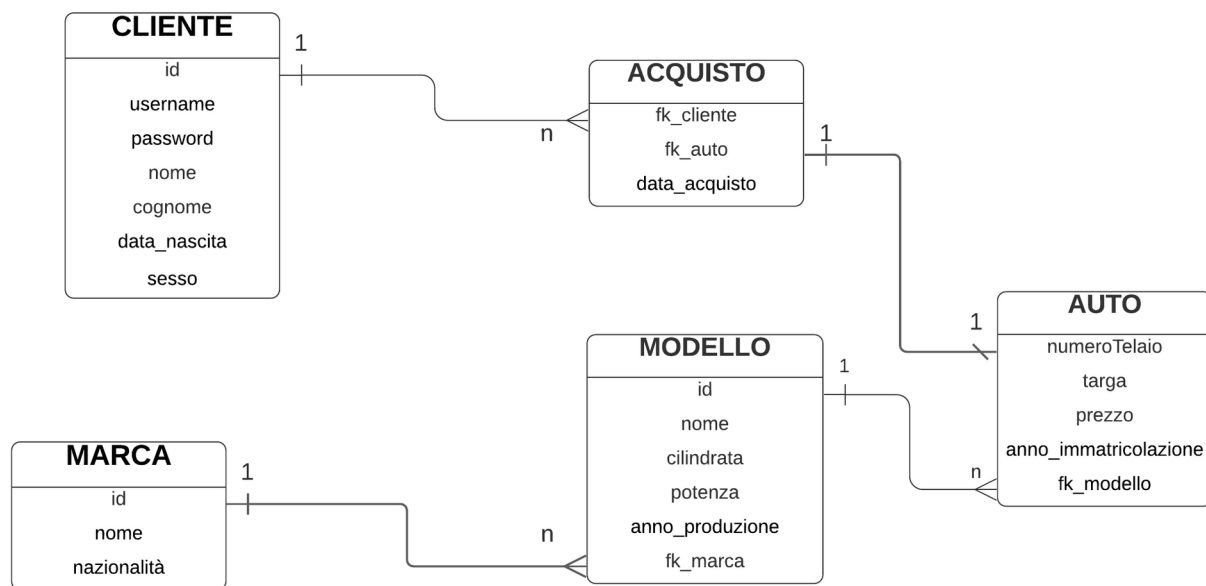 CLIENTE
id
username
password
nome
cognome
data_nascita
sesso
1
n
ACQUISTO
fk_cliente
fk_auto
data_acquisto
1
1
AUTO
numeroTelaio
targa
prezzo
anno_immatricolazione
fk_modello
MODELLO
id
nome
cilindrata
potenza
anno_produzione
fk_marca
1
n
MARCA
id
nome
nazionalità
1
n